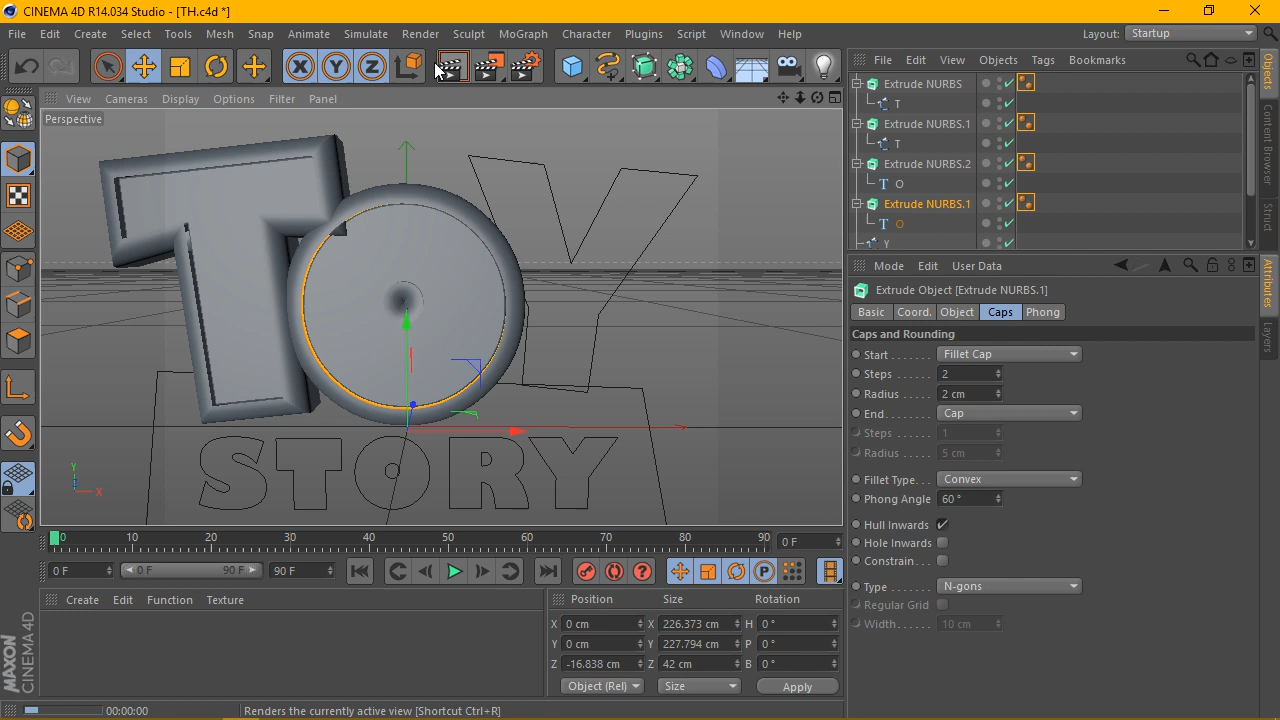 CINEMA 4D R14.034 Studio - [TH.c4d *]
File Edit Create Select Tools Mesh Snap Animate Simulate Render Sculpt MoGraph Character Plugins Script Window Help Layout: Startup
X Y Z
File Edit View Objects Tags Bookmarks
View Cameras Display Options Filter Panel
Perspective
Extrude NURBS
T
Extrude NURBS.1
T
Extrude NURBS.2
T O
Extrude NURBS.1
T O
Y
Objects
Content Browser
Struct
Attributes
Layers
Mode Edit User Data
Extrude Object [Extrude NURBS.1]
Basic Coord. Object Caps Phong
Caps and Rounding
Start . . . . . . . Fillet Cap
Steps . . . . . . 2
Radius . . . . . 2 cm
End. . . . . . . . Cap
Steps . . . . . . 1
Radius . . . . . 5 cm
Fillet Type. . . Convex
Phong Angle 60 °
Hull Inwards
Hole Inwards
Constrain. . .
Type . . . . . . . N-gons
Regular Grid
Width. . . . . . 10 cm
TO
Y
STORY
Y
X
0 10 20 30 40 50 60 70 80 90 0 F
0 F 0 F 90 F 90 F
P
Create Edit Function Texture
Position Size Rotation
X 0 cm X 226.373 cm H 0 °
Y 0 cm Y 227.794 cm P 0 °
Z -16.838 cm Z 42 cm B 0 °
Object (Rel) Size Apply
MAXON
CINEMA 4D
00:00:00 Renders the currently active view [Shortcut Ctrl+R]